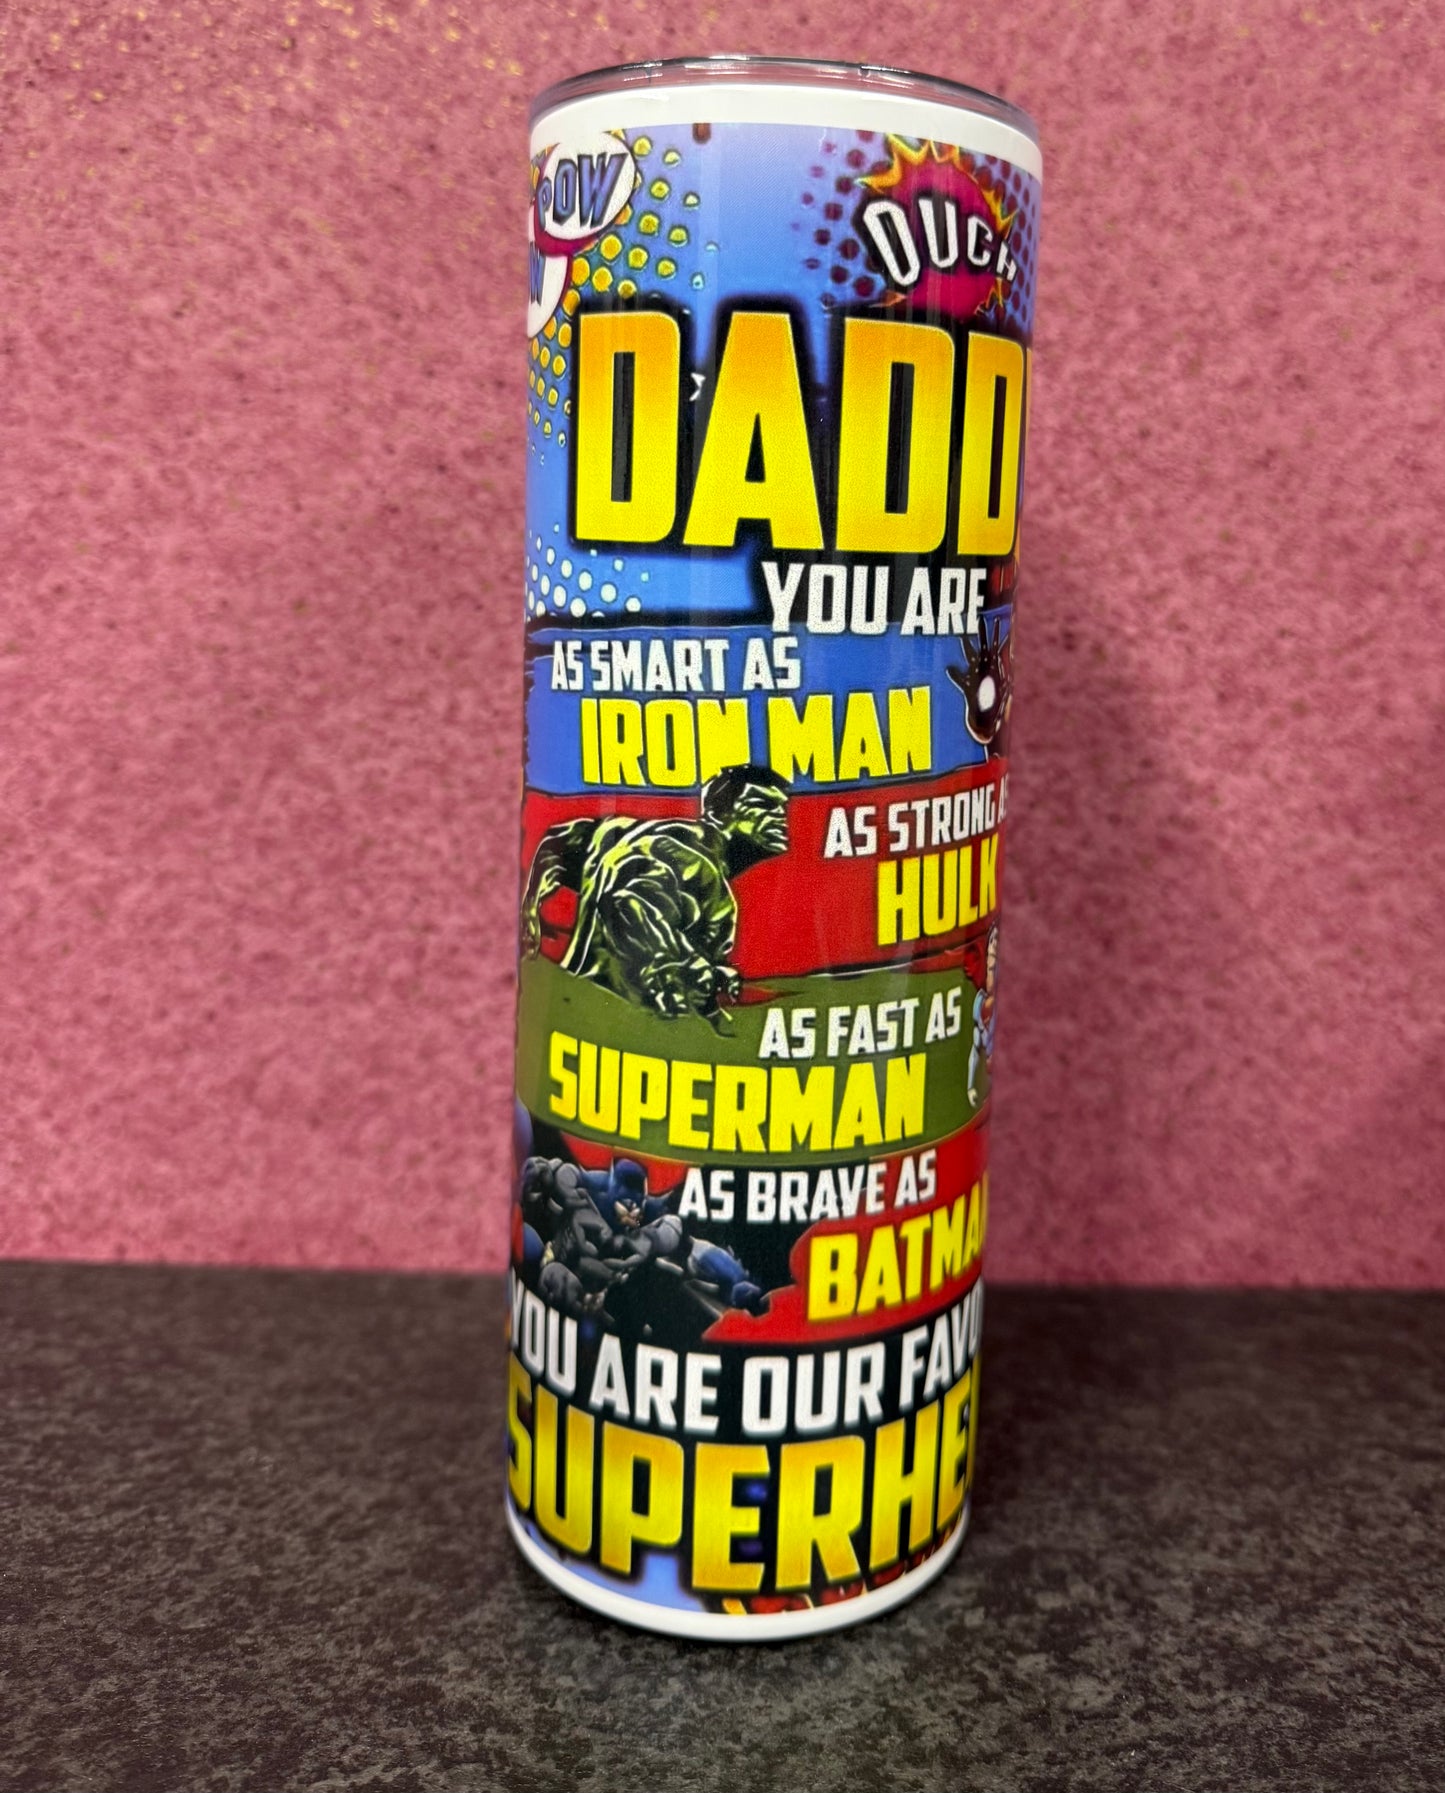 POW
OUCH
DADD
YOU ARE
AS SMART AS
IRON MAN
AS STRONG A
HULK
AS FAST AS
SUPERMAN
AS BRAVE AS
BATMA
YOU ARE OUR FAVO
SUPERHE